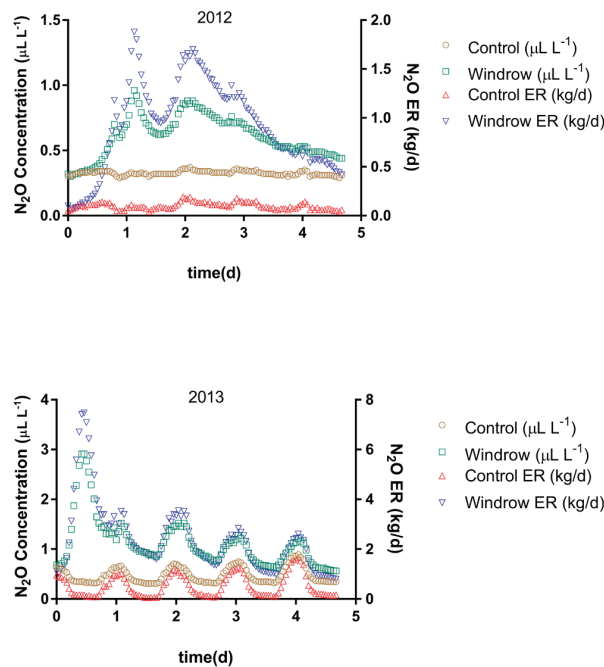 2012
N₂O Concentration (μL L⁻¹)
1.5
1.0
0.5
0.0
2.0
1.5
1.0
0.5
0.0
N₂O ER (kg/d)
0 1 2 3 4 5
time(d)
Control (μL L⁻¹)
Windrow (μL L⁻¹)
Control ER (kg/d)
Windrow ER (kg/d)
2013
N₂O Concentration (μL L⁻¹)
4
3
2
1
0
8
6
4
2
0
N₂O ER (kg/d)
0 1 2 3 4 5
time(d)
Control (μL L⁻¹)
Windrow (μL L⁻¹)
Control ER (kg/d)
Windrow ER (kg/d)